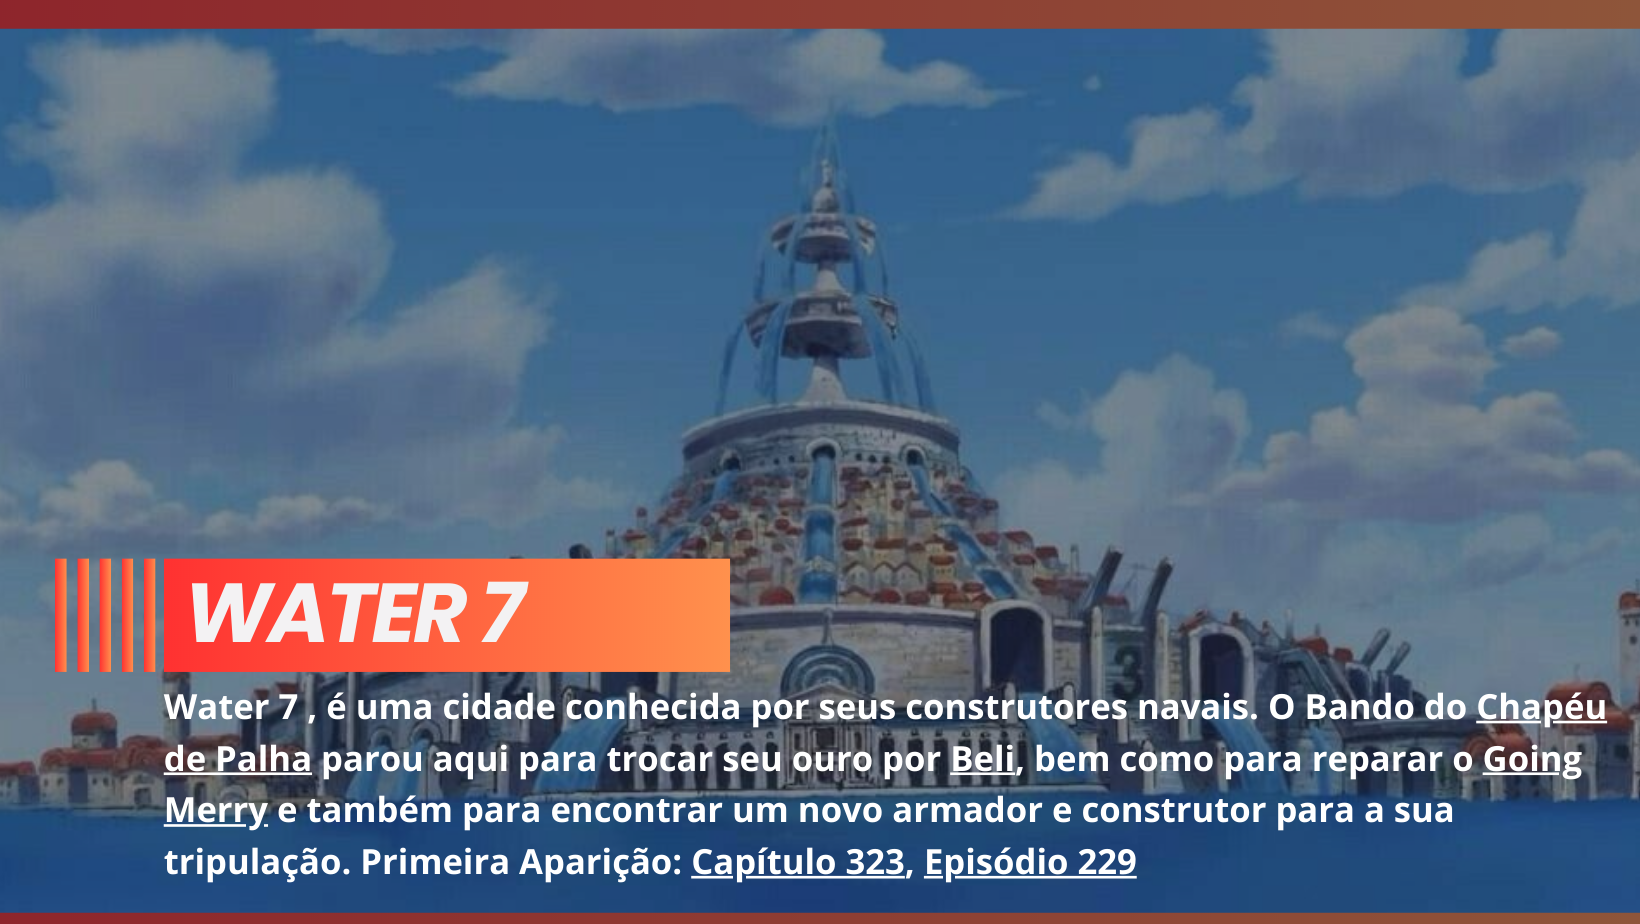 WATER 7
Water 7 , é uma cidade conhecida por seus construtores navais. O Bando do Chapéu
de Palha parou aqui para trocar seu ouro por Beli, bem como para reparar o Going
Merry e também para encontrar um novo armador e construtor para a sua
tripulação. Primeira Aparição: Capítulo 323, Episódio 229